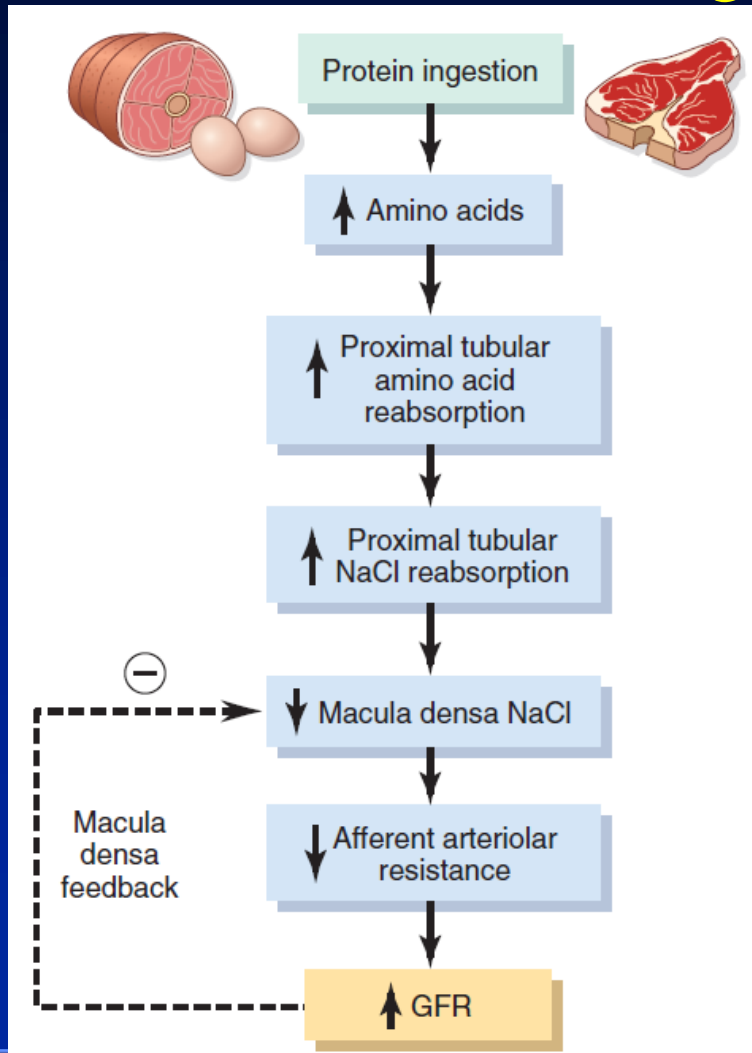 Protein ingestion
↑ Amino acids
↑ Proximal tubular
amino acid
reabsorption
↑ Proximal tubular
NaCl reabsorption
−
↓ Macula densa NaCl
Macula
densa
feedback
↓ Afferent arteriolar
resistance
↑ GFR